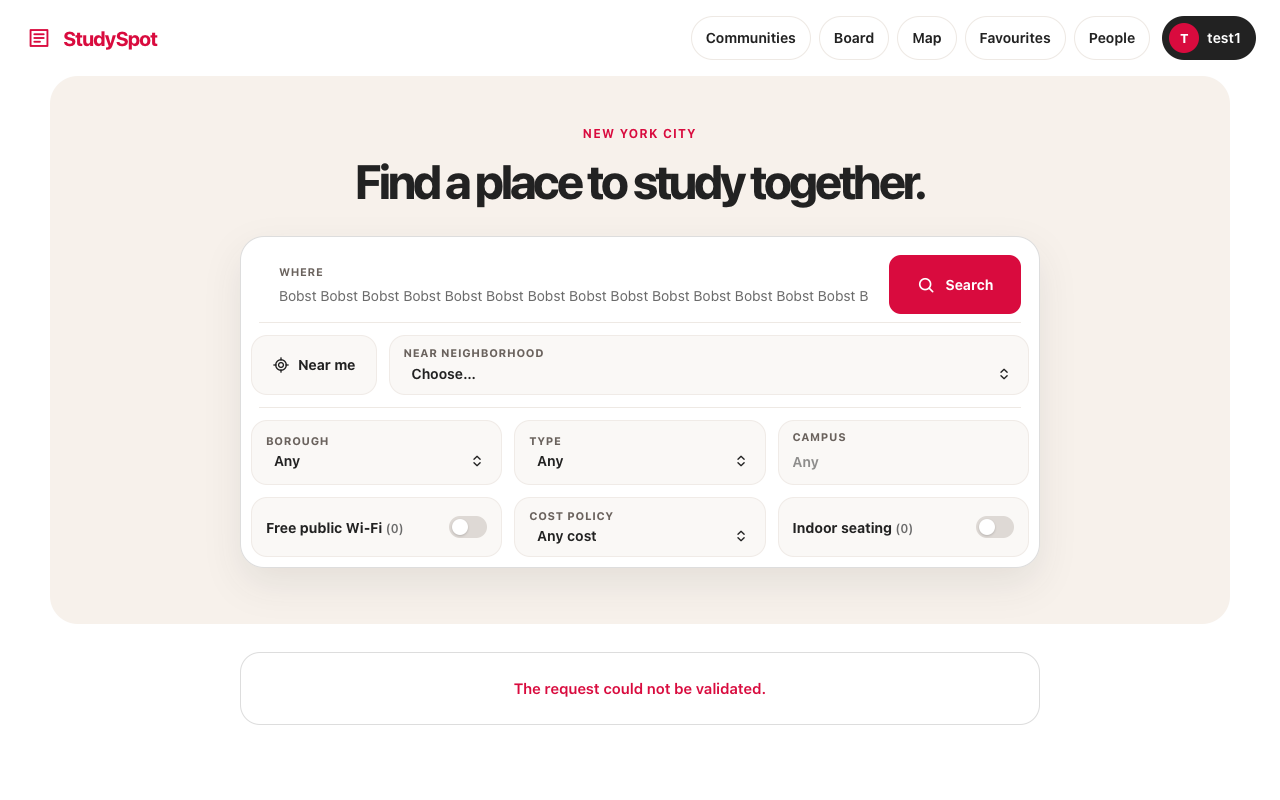 StudySpot
Communities
Board
Map
Favourites
People
T
test1
NEW YORK CITY
Find a place to study together.
WHERE
Bobst Bobst Bobst Bobst Bobst Bobst Bobst Bobst Bobst Bobst Bobst Bobst Bobst Bobst B
Search
Near me
NEAR NEIGHBORHOOD
Choose...
BOROUGH
Any
TYPE
Any
CAMPUS
Any
Free public Wi-Fi (0)
COST POLICY
Any cost
Indoor seating (0)
The request could not be validated.